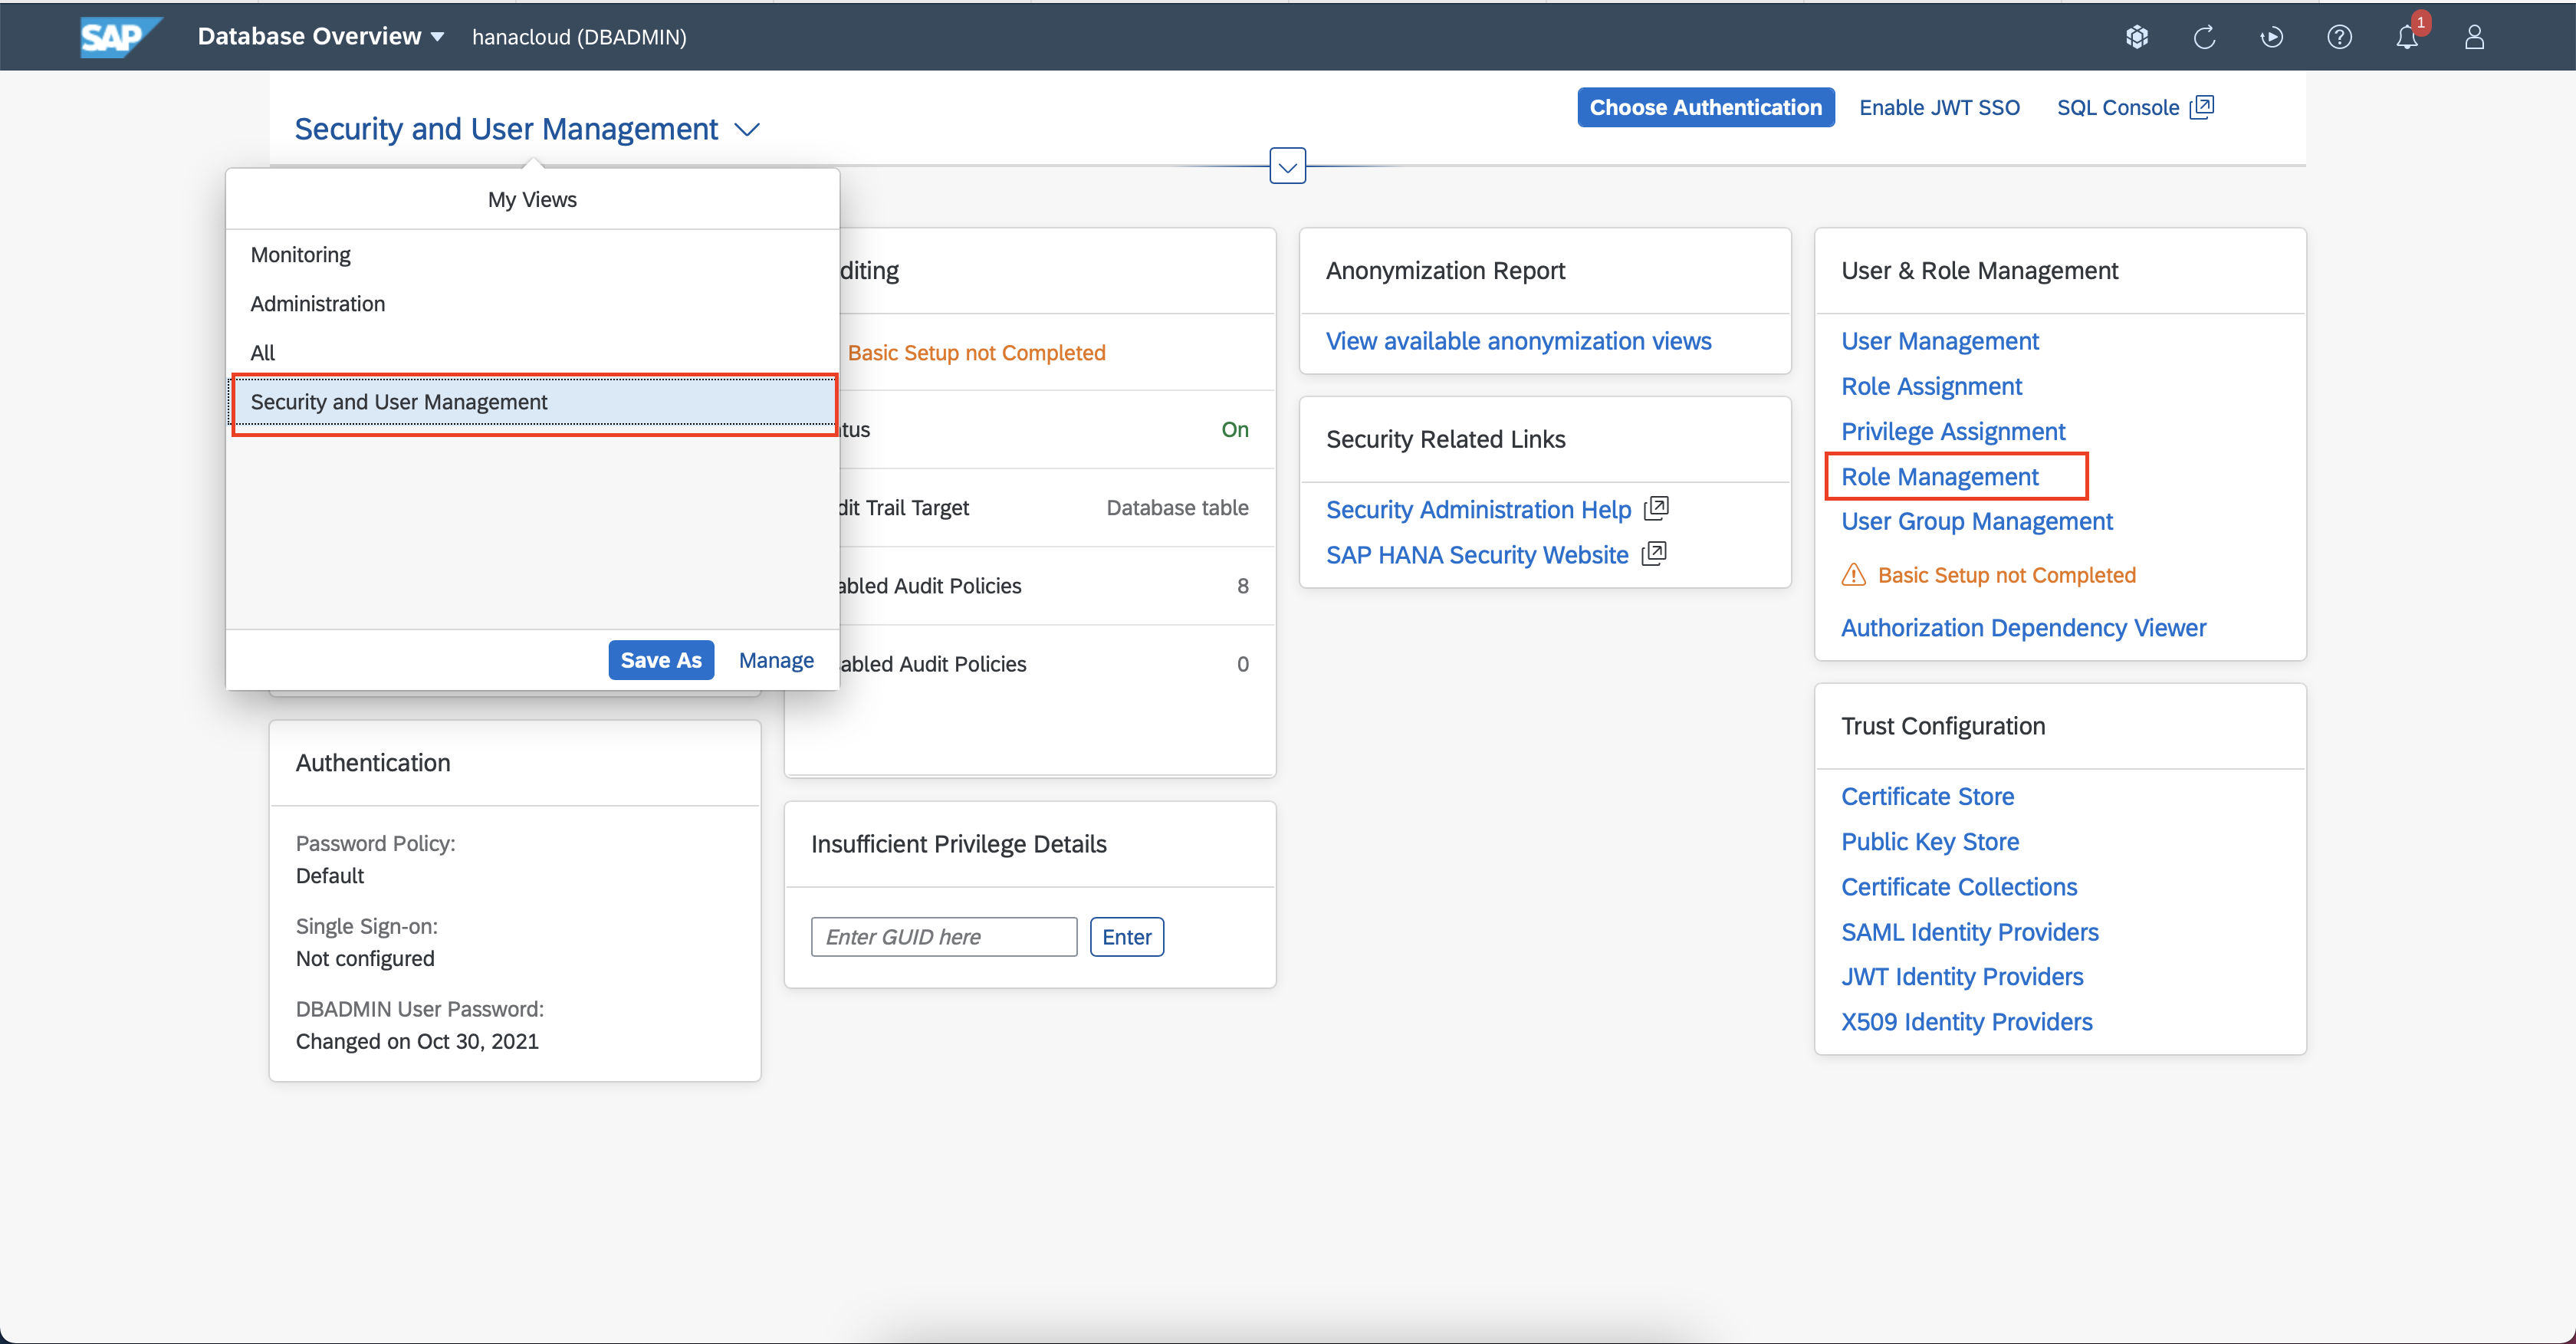 SAP
Database Overview
hanacloud (DBADMIN)
1
Security and User Management
Choose Authentication
Enable JWT SSO
SQL Console
My Views
Monitoring
Administration
All
Security and User Management
Save As
Manage
Authentication
Password Policy:
Default
Single Sign-on:
Not configured
DBADMIN User Password:
Changed on Oct 30, 2021
diting
Basic Setup not Completed
tus
On
dit Trail Target
Database table
abled Audit Policies
8
abled Audit Policies
0
Insufficient Privilege Details
Enter GUID here
Enter
Anonymization Report
View available anonymization views
Security Related Links
Security Administration Help
SAP HANA Security Website
User & Role Management
User Management
Role Assignment
Privilege Assignment
Role Management
User Group Management
Basic Setup not Completed
Authorization Dependency Viewer
Trust Configuration
Certificate Store
Public Key Store
Certificate Collections
SAML Identity Providers
JWT Identity Providers
X509 Identity Providers